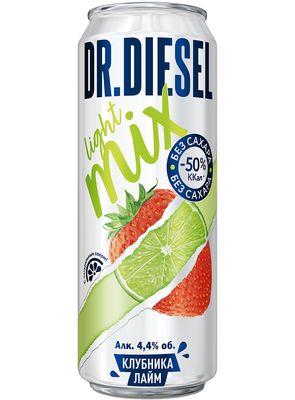 DR.DIESEL
light
mix
БЕЗ САХАРА
-50%
ККал*
БЕЗ САХАРА
Алк. 4,4% об.
КЛУБНИКА
ЛАЙМ